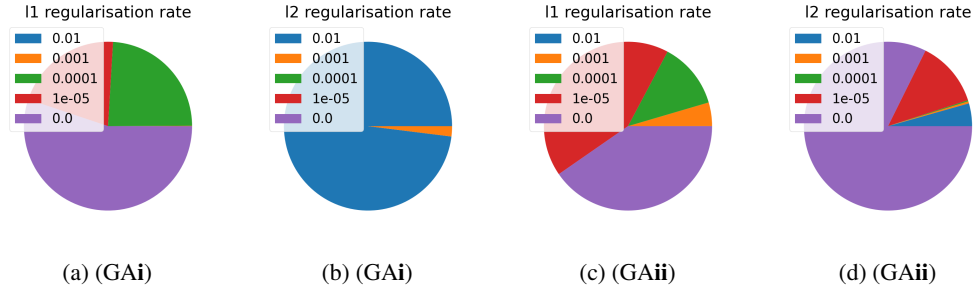 l1 regularisation rate
0.01
0.001
0.0001
1e-05
0.0
l2 regularisation rate
0.01
0.001
0.0001
1e-05
0.0
l1 regularisation rate
0.01
0.001
0.0001
1e-05
0.0
l2 regularisation rate
0.01
0.001
0.0001
1e-05
0.0
(a) (GAi)
(b) (GAi)
(c) (GAii)
(d) (GAii)